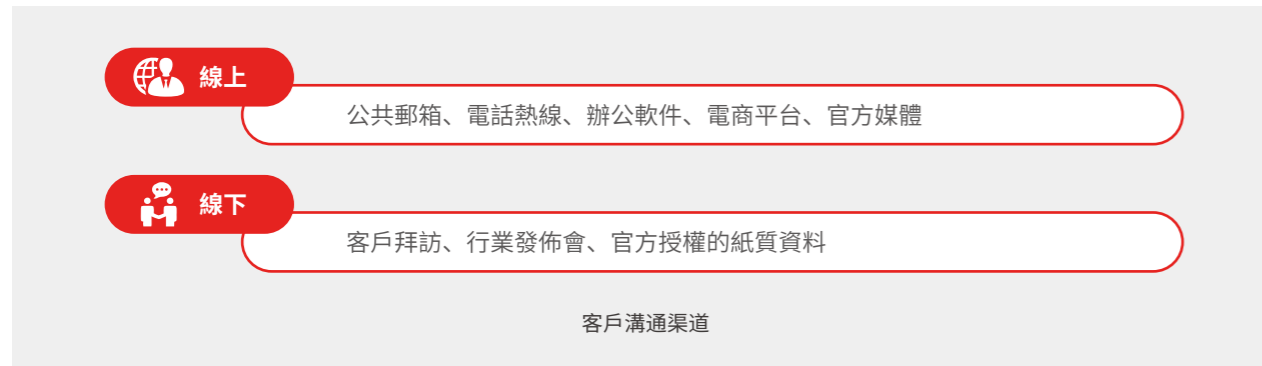 線上
公共郵箱、電話熱線、辦公軟件、電商平台、官方媒體
線下
客戶拜訪、行業發佈會、官方授權的紙質資料
客戶溝通渠道